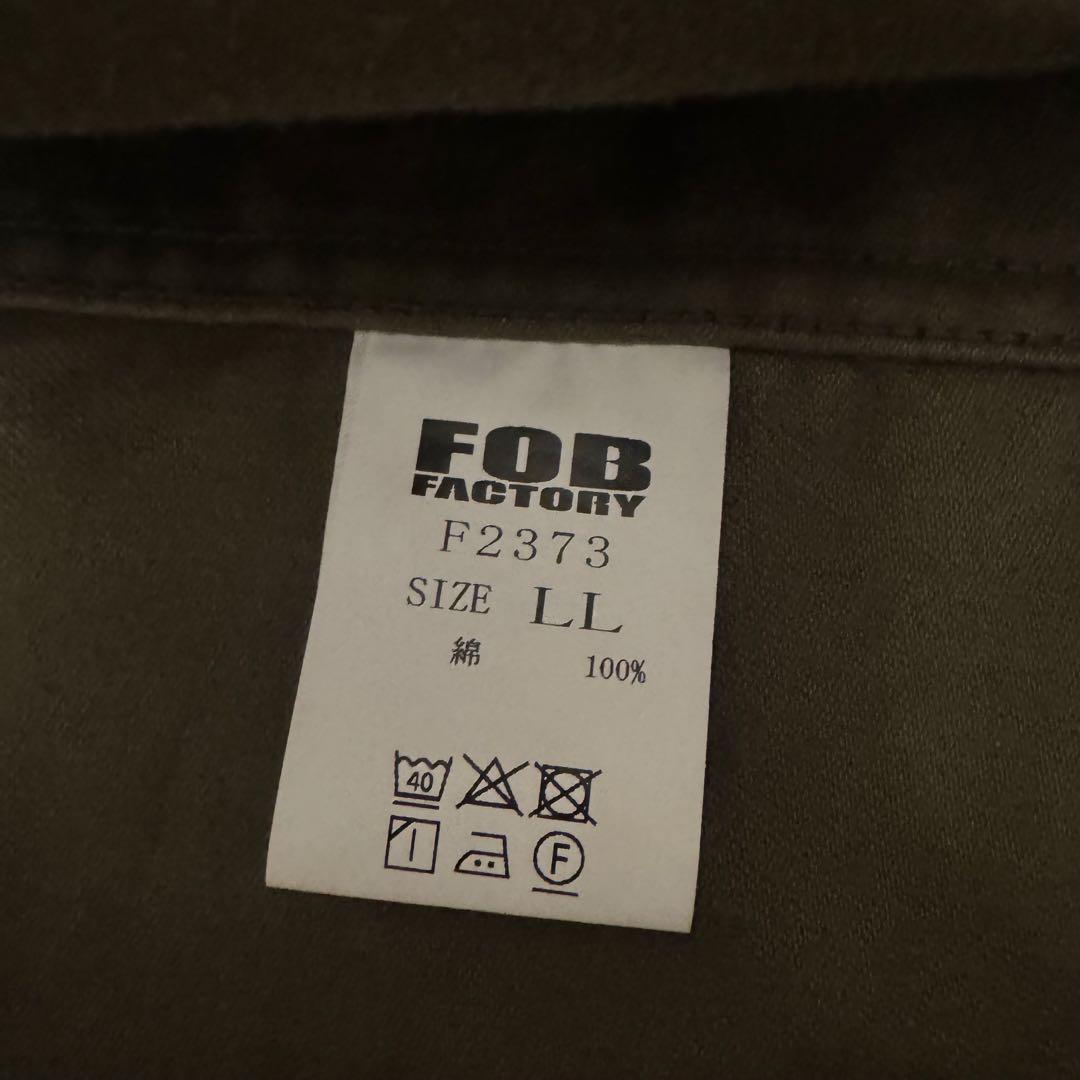 FOB
FACTORY
F2373
SIZE LL
綿 100%
40
F